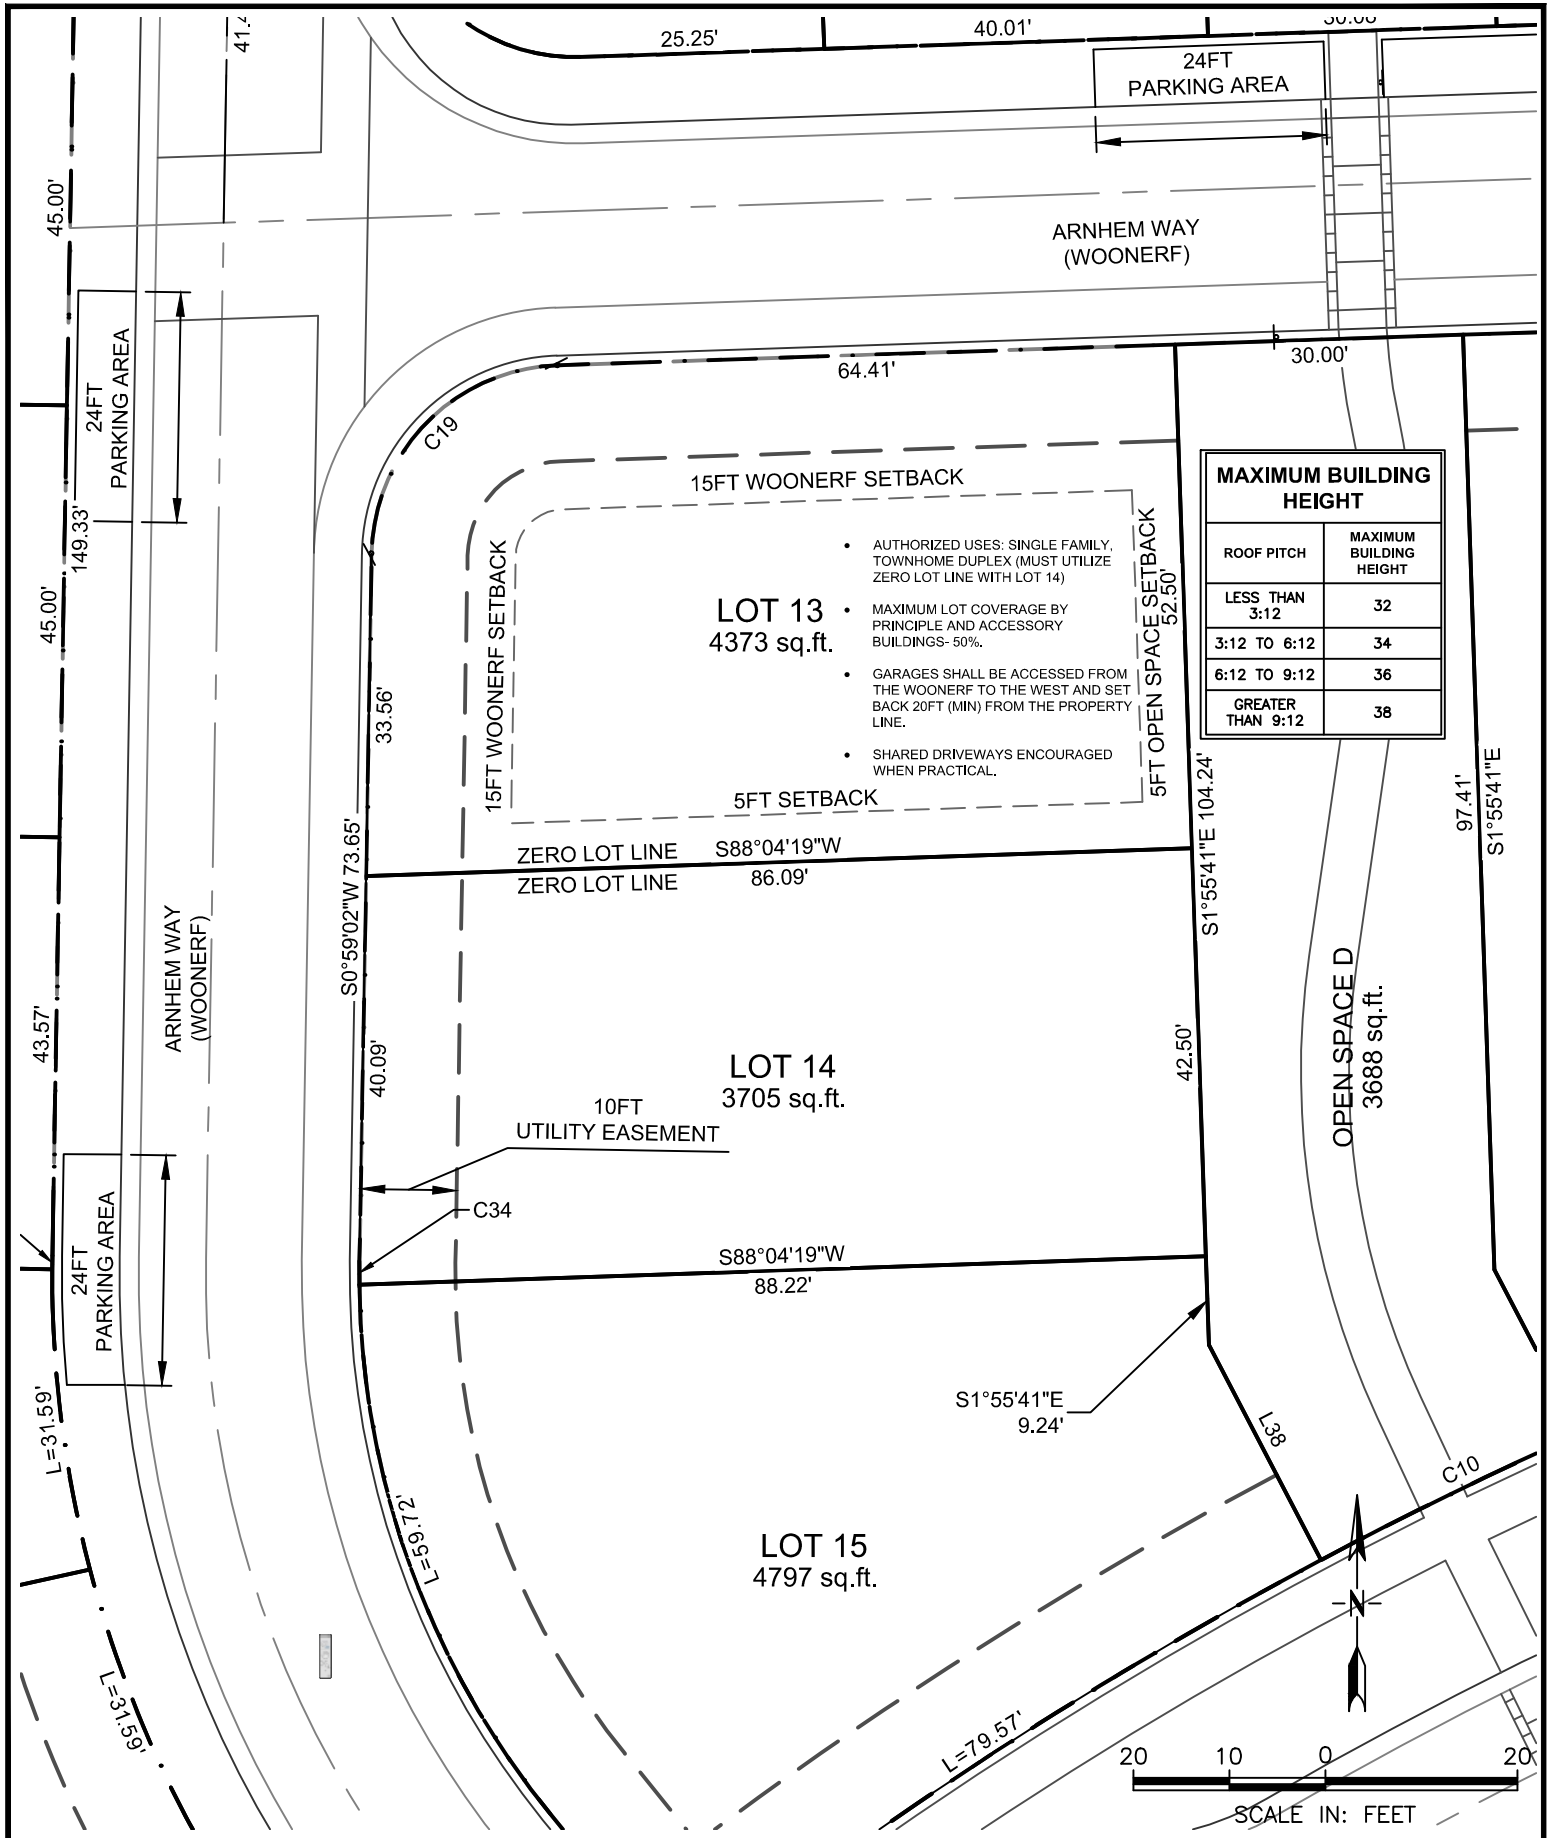 41.4
25.25'
40.01'
24FT
PARKING AREA
45.00'
ARNHEM WAY
(WOONERF)
24FT
PARKING AREA
64.41'
30.00'
C19
15FT WOONERF SETBACK
MAXIMUM BUILDING
HEIGHT
ROOF PITCH
MAXIMUM
BUILDING
HEIGHT
LESS THAN
3:12
32
3:12 TO 6:12
34
6:12 TO 9:12
36
GREATER
THAN 9:12
38
149.33'
45.00'
15FT WOONERF SETBACK
LOT 13
4373 sq.ft.
• AUTHORIZED USES: SINGLE FAMILY,
TOWNHOME DUPLEX (MUST UTILIZE
ZERO LOT LINE WITH LOT 14)
• MAXIMUM LOT COVERAGE BY
PRINCIPLE AND ACCESSORY
BUILDINGS- 50%.
• GARAGES SHALL BE ACCESSED FROM
THE WOONERF TO THE WEST AND SET
BACK 20FT (MIN) FROM THE PROPERTY
LINE.
• SHARED DRIVEWAYS ENCOURAGED
WHEN PRACTICAL.
5FT OPEN SPACE SETBACK
52.50'
33.56'
5FT SETBACK
S1°55'41"E 104.24'
97.41'
S1°55'41"E
ZERO LOT LINE
S88°04'19"W
ZERO LOT LINE
86.09'
S0°59'02"W 73.65'
ARNHEM WAY
(WOONERF)
43.57'
40.09'
LOT 14
3705 sq.ft.
42.50'
OPEN SPACE D
3688 sq.ft.
10FT
UTILITY EASEMENT
C34
24FT
PARKING AREA
S88°04'19"W
88.22'
S1°55'41"E
9.24'
L38
C10
L=31.59'
L=59.72'
LOT 15
4797 sq.ft.
N
L=31.59'
L=79.57'
20
10
0
20
SCALE IN: FEET